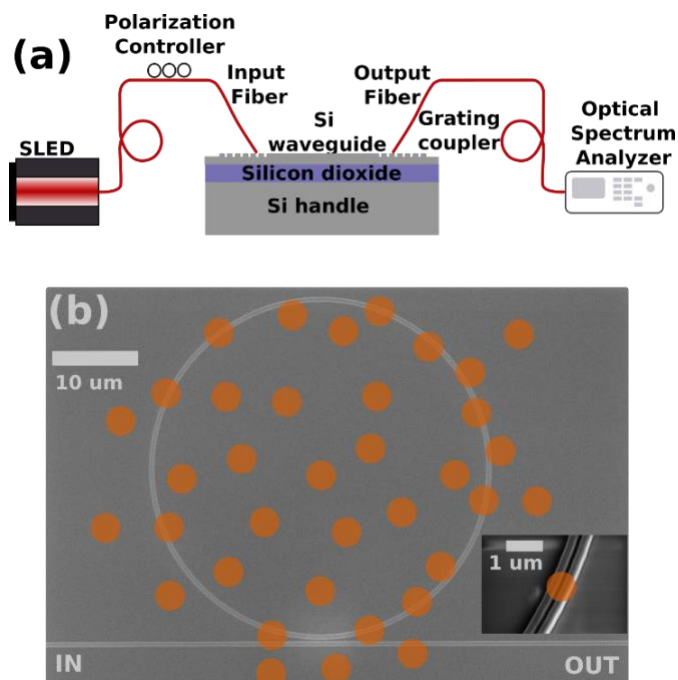 (a)
Polarization
Controller
Input
Fiber
Output
Fiber
Si
waveguide
Grating
coupler
Optical
Spectrum
Analyzer
SLED
Silicon dioxide
Si handle
(b)
10 um
1 um
IN
OUT